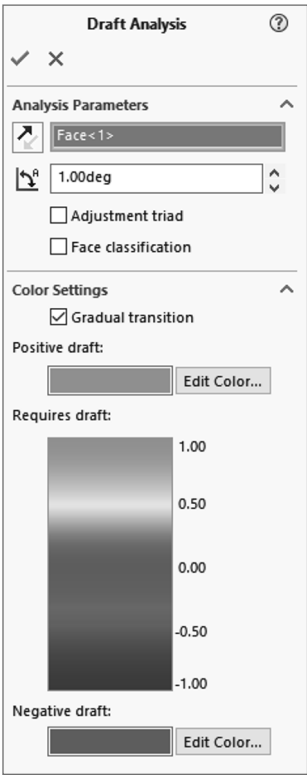 Draft Analysis
Analysis Parameters
Face<1>
1.00deg
Adjustment triad
Face classification
Color Settings
Gradual transition
Positive draft:
Edit Color...
Requires draft:
1.00
0.50
0.00
-0.50
-1.00
Negative draft:
Edit Color...